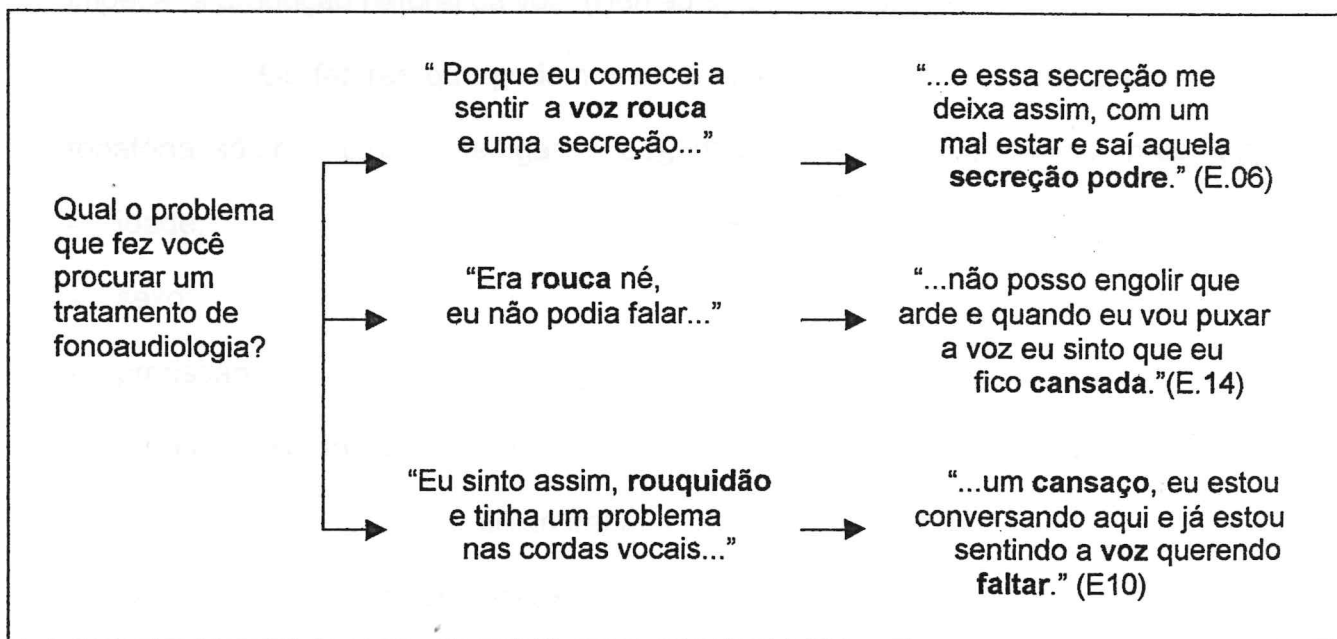 Qual o problema
que fez você
procurar um
tratamento de
fonoaudiologia?
“ Porque eu comecei a
sentir a voz rouca
e uma secreção...”
“...e essa secreção me
deixa assim, com um
mal estar e saí aquela
secreção podre.” (E.06)
“Era rouca né,
eu não podia falar...”
“...não posso engolir que
arde e quando eu vou puxar
a voz eu sinto que eu
fico cansada.”(E.14)
“Eu sinto assim, rouquidão
e tinha um problema
nas cordas vocais...”
“...um cansaço, eu estou
conversando aqui e já estou
sentindo a voz querendo
faltar.” (E10)